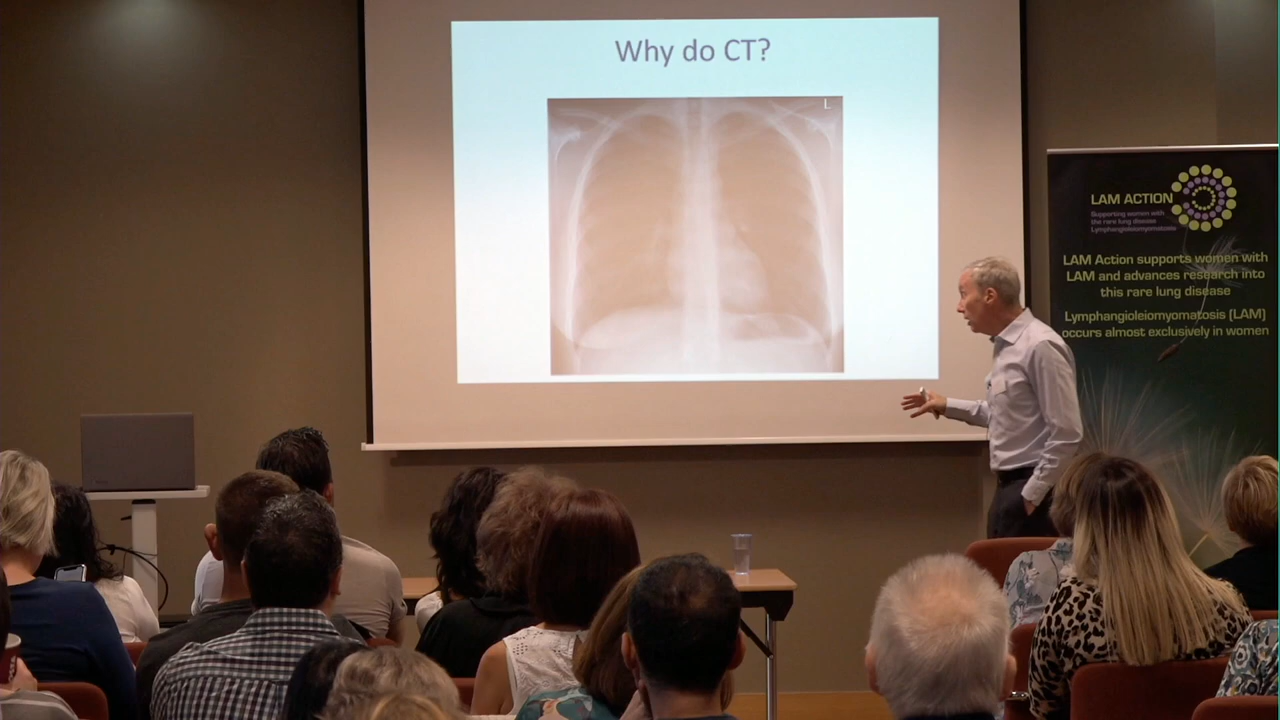 Why do CT?
L
LAM ACTION
Supporting women with
the rare lung disease
Lymphangioleiomyomatosis
LAM Action supports women with
LAM and advances research into
this rare lung disease
Lymphangioleiomyomatosis (LAM)
occurs almost exclusively in women